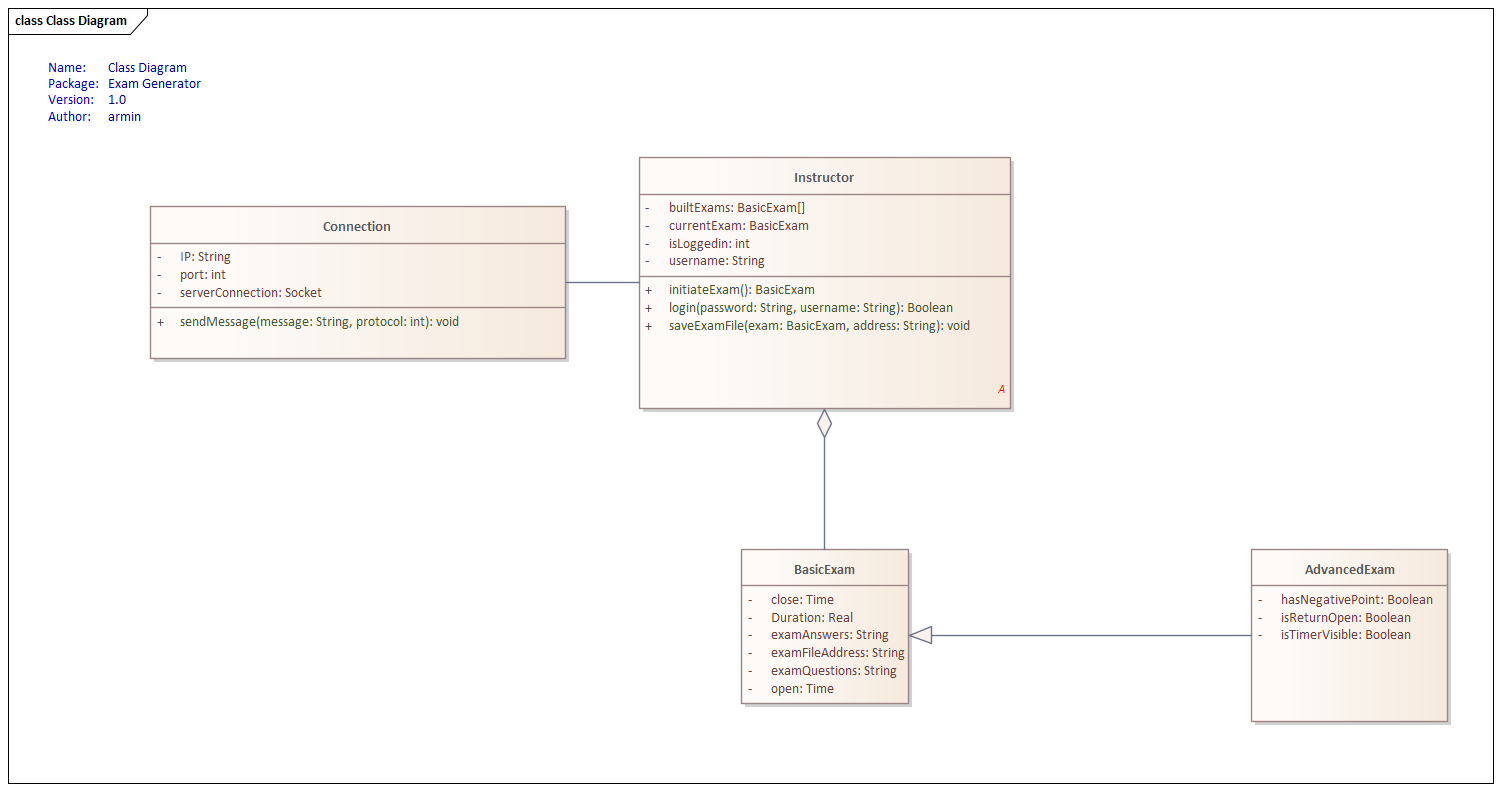 class Class Diagram
Name: Class Diagram
Package: Exam Generator
Version: 1.0
Author: armin
Instructor
- builtExams: BasicExam[]
- currentExam: BasicExam
- isLoggedin: int
- username: String
+ initiateExam(): BasicExam
+ login(password: String, username: String): Boolean
+ saveExamFile(exam: BasicExam, address: String): void
A
Connection
- IP: String
- port: int
- serverConnection: Socket
+ sendMessage(message: String, protocol: int): void
BasicExam
- close: Time
- Duration: Real
- examAnswers: String
- examFileAddress: String
- examQuestions: String
- open: Time
AdvancedExam
- hasNegativePoint: Boolean
- isReturnOpen: Boolean
- isTimerVisible: Boolean